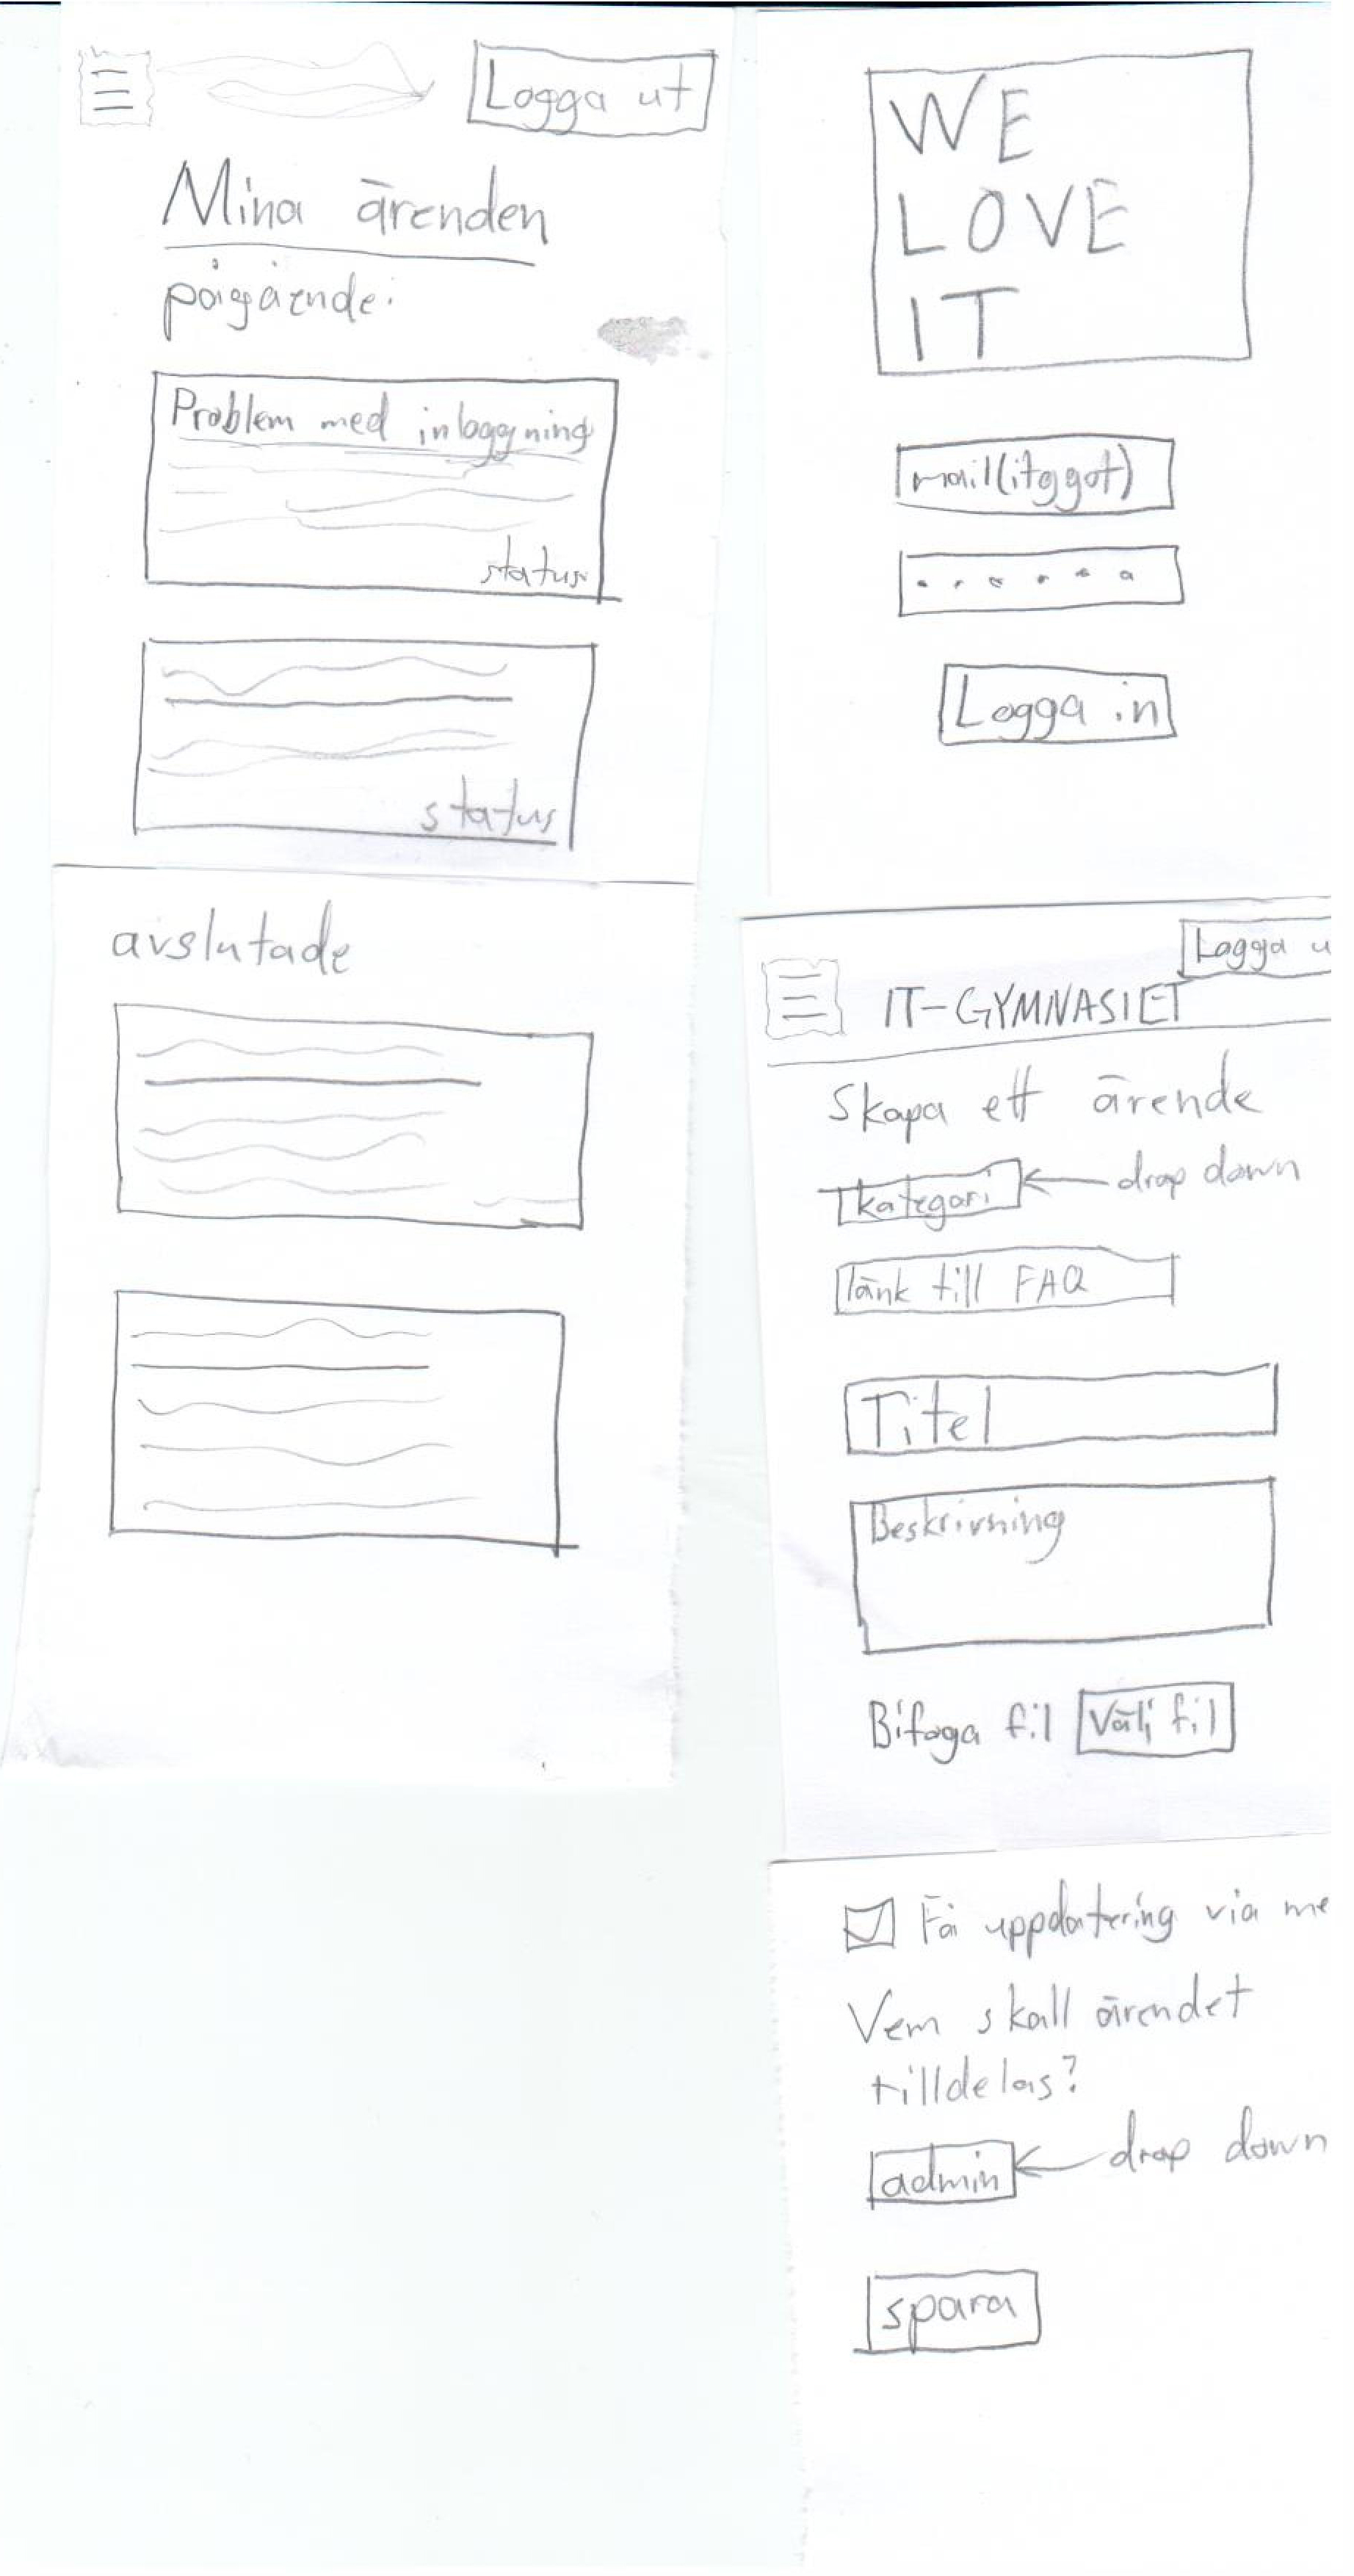 Logga ut
Mina ärenden
pågående:
Problem med inloggning
status
status
avslutade
WE
LOVE
IT
mail(itggot)
Logga in
Logga u
IT-GYMNASIET
Skapa ett ärende
kategori
drop down
länk till FAQ
Titel
Beskrivning
Bifoga fil Välj fil
Få uppdatering via me
Vem skall ärendet
tilldelas?
admin
drop down
spara